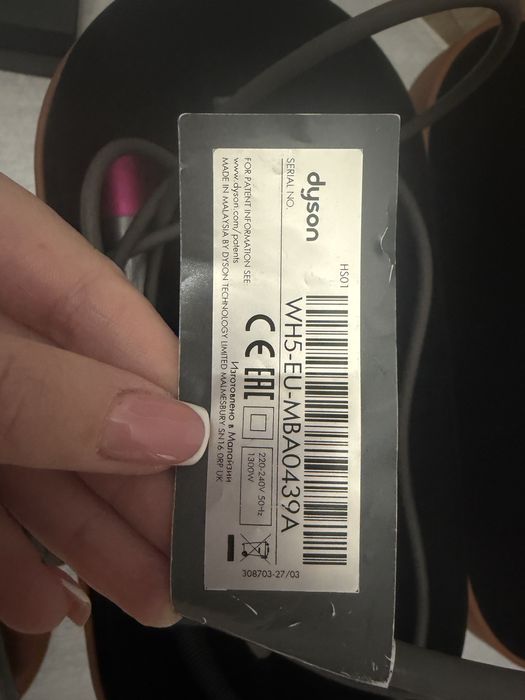 dyson
HS01
SERIAL NO.
WH5-EU-MBA0439A
FOR PATENT INFORMATION SEE:
www.dyson.com/patents
MADE IN MALAYSIA BY DYSON TECHNOLOGY LIMITED MALMESBURY SN16 0RP UK
Изготовлено в Малайзии
CE EAC
220-240V 50Hz
1300W
308703-27/03